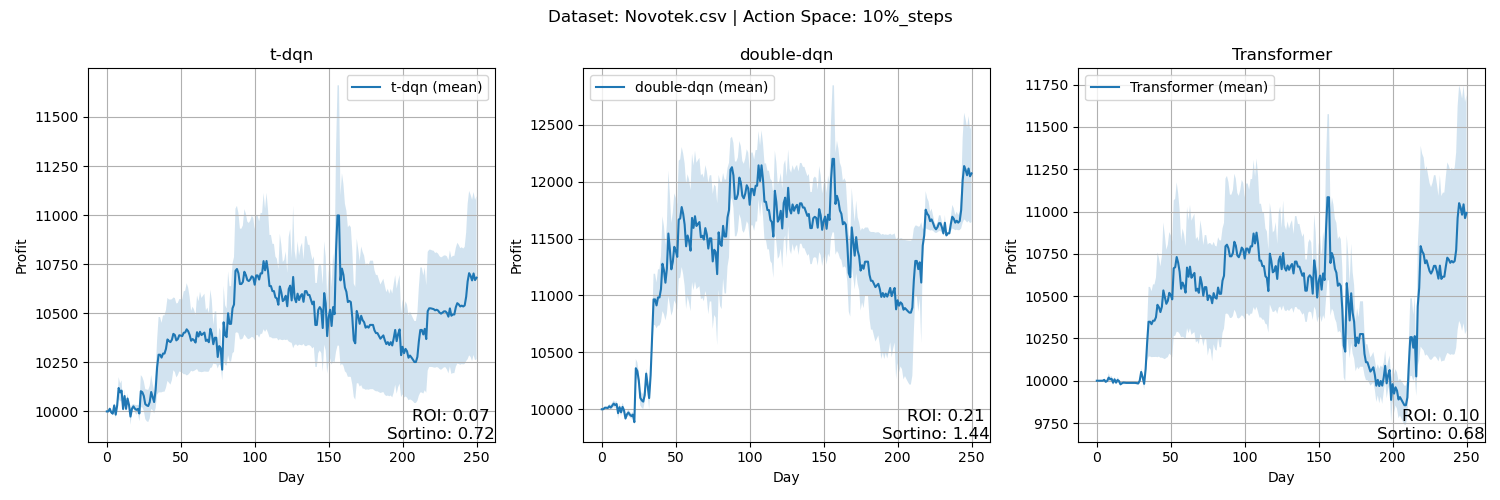 Dataset: Novotek.csv | Action Space: 10%_steps
t-dqn
t-dqn (mean)
11500
11250
11000
10750
10500
10250
10000
Profit
0
50
100
150
200
250
Day
ROI: 0.07
Sortino: 0.72
double-dqn
double-dqn (mean)
12500
12000
11500
11000
10500
10000
Profit
0
50
100
150
200
250
Day
ROI: 0.21
Sortino: 1.44
Transformer
Transformer (mean)
11750
11500
11250
11000
10750
10500
10250
10000
9750
Profit
0
50
100
150
200
250
Day
ROI: 0.10
Sortino: 0.68